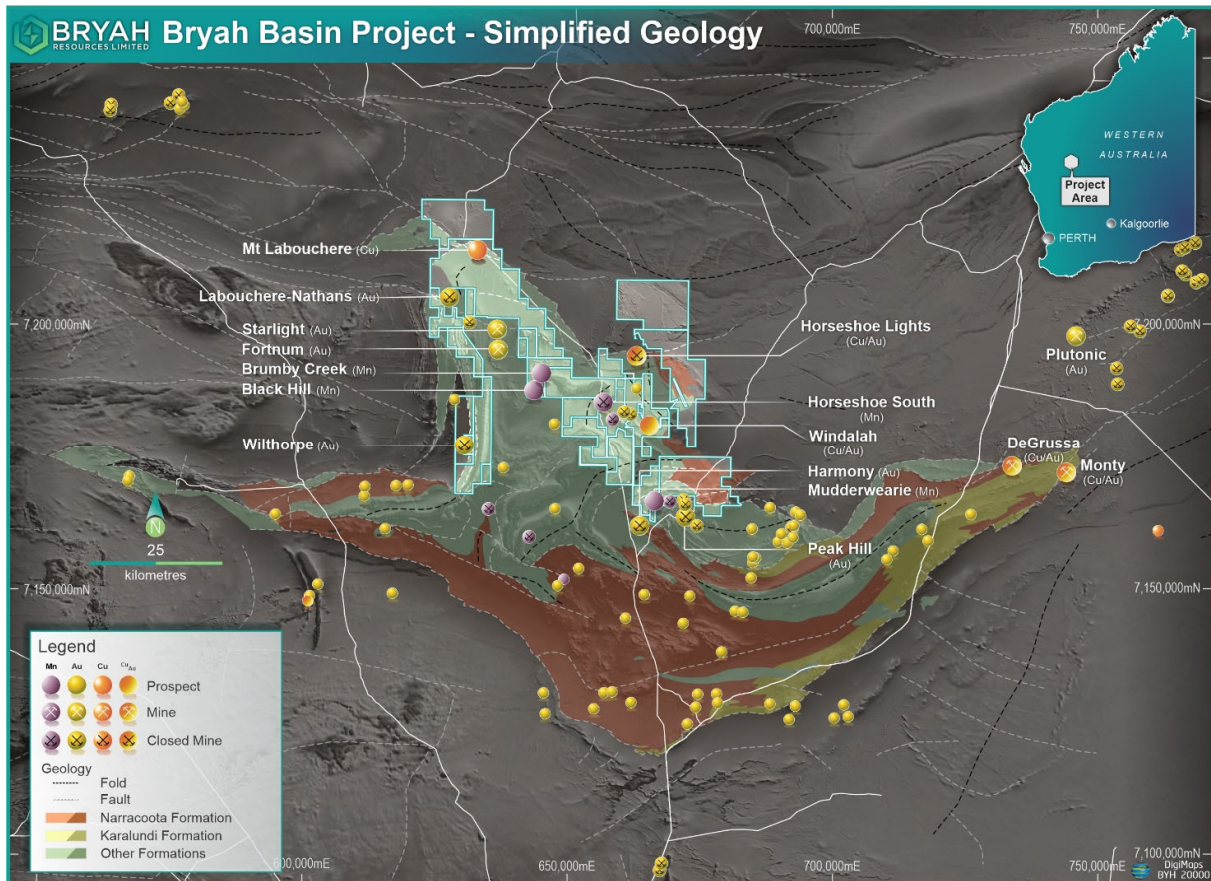 BRYAH
RESOURCES LIMITED
Bryah Basin Project - Simplified Geology
700,000mE
750,000mE
WESTERN
AUSTRALIA
Project
Area
Kalgoorlie
PERTH
Mt Labouchere (Cu)
Labouchere-Nathans (Au)
7,200,000mN
7,200,000mN
Starlight (Au)
Fortnum (Au)
Brumby Creek (Mn)
Black Hill (Mn)
Wilthorpe (Au)
Horseshoe Lights
(Cu/Au)
Plutonic
(Au)
Horseshoe South
(Mn)
Windalah
(Cu/Au)
Harmony (Au)
Mudderwearie (Mn)
DeGrussa
(Cu/Au)
Monty
(Cu/Au)
Peak Hill
(Au)
N
25
kilometres
7,150,000mN
7,150,000mN
Legend
Mn Au Cu Cu Au
Prospect
Mine
Closed Mine
Geology
Fold
Fault
Narracoota Formation
Karalundi Formation
Other Formations
600,000mE
650,000mE
700,000mE
750,000mE
7,100,000mN
DigiMaps
BYH 20000